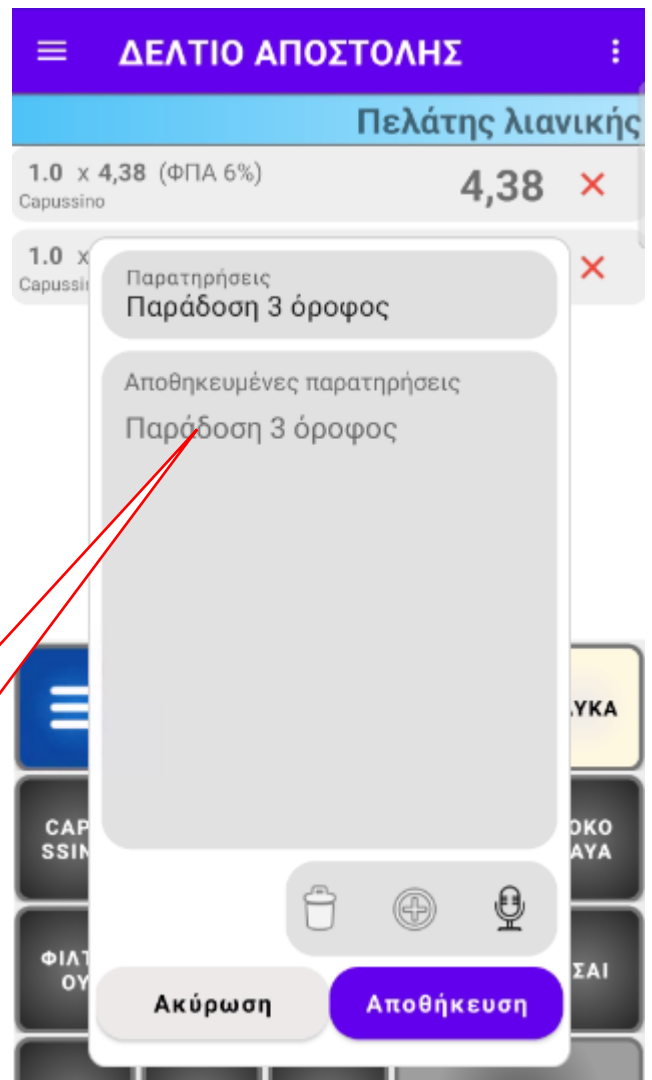 ΔΕΛΤΙΟ ΑΠΟΣΤΟΛΗΣ
Πελάτης λιανικής
1.0 x 4,38 (ΦΠΑ 6%)
4,38
Capussino
1.0 x
Capussi
Παρατηρήσεις
Παράδοση 3 όροφος
Αποθηκευμένες παρατηρήσεις
Παράδοση 3 όροφος
ΥΚΑ
CAP
SSIN
ΟΚΟ
ΑΥΑ
ΦΙΛΤ
ΟΥ
ΣΑΙ
Ακύρωση
Αποθήκευση